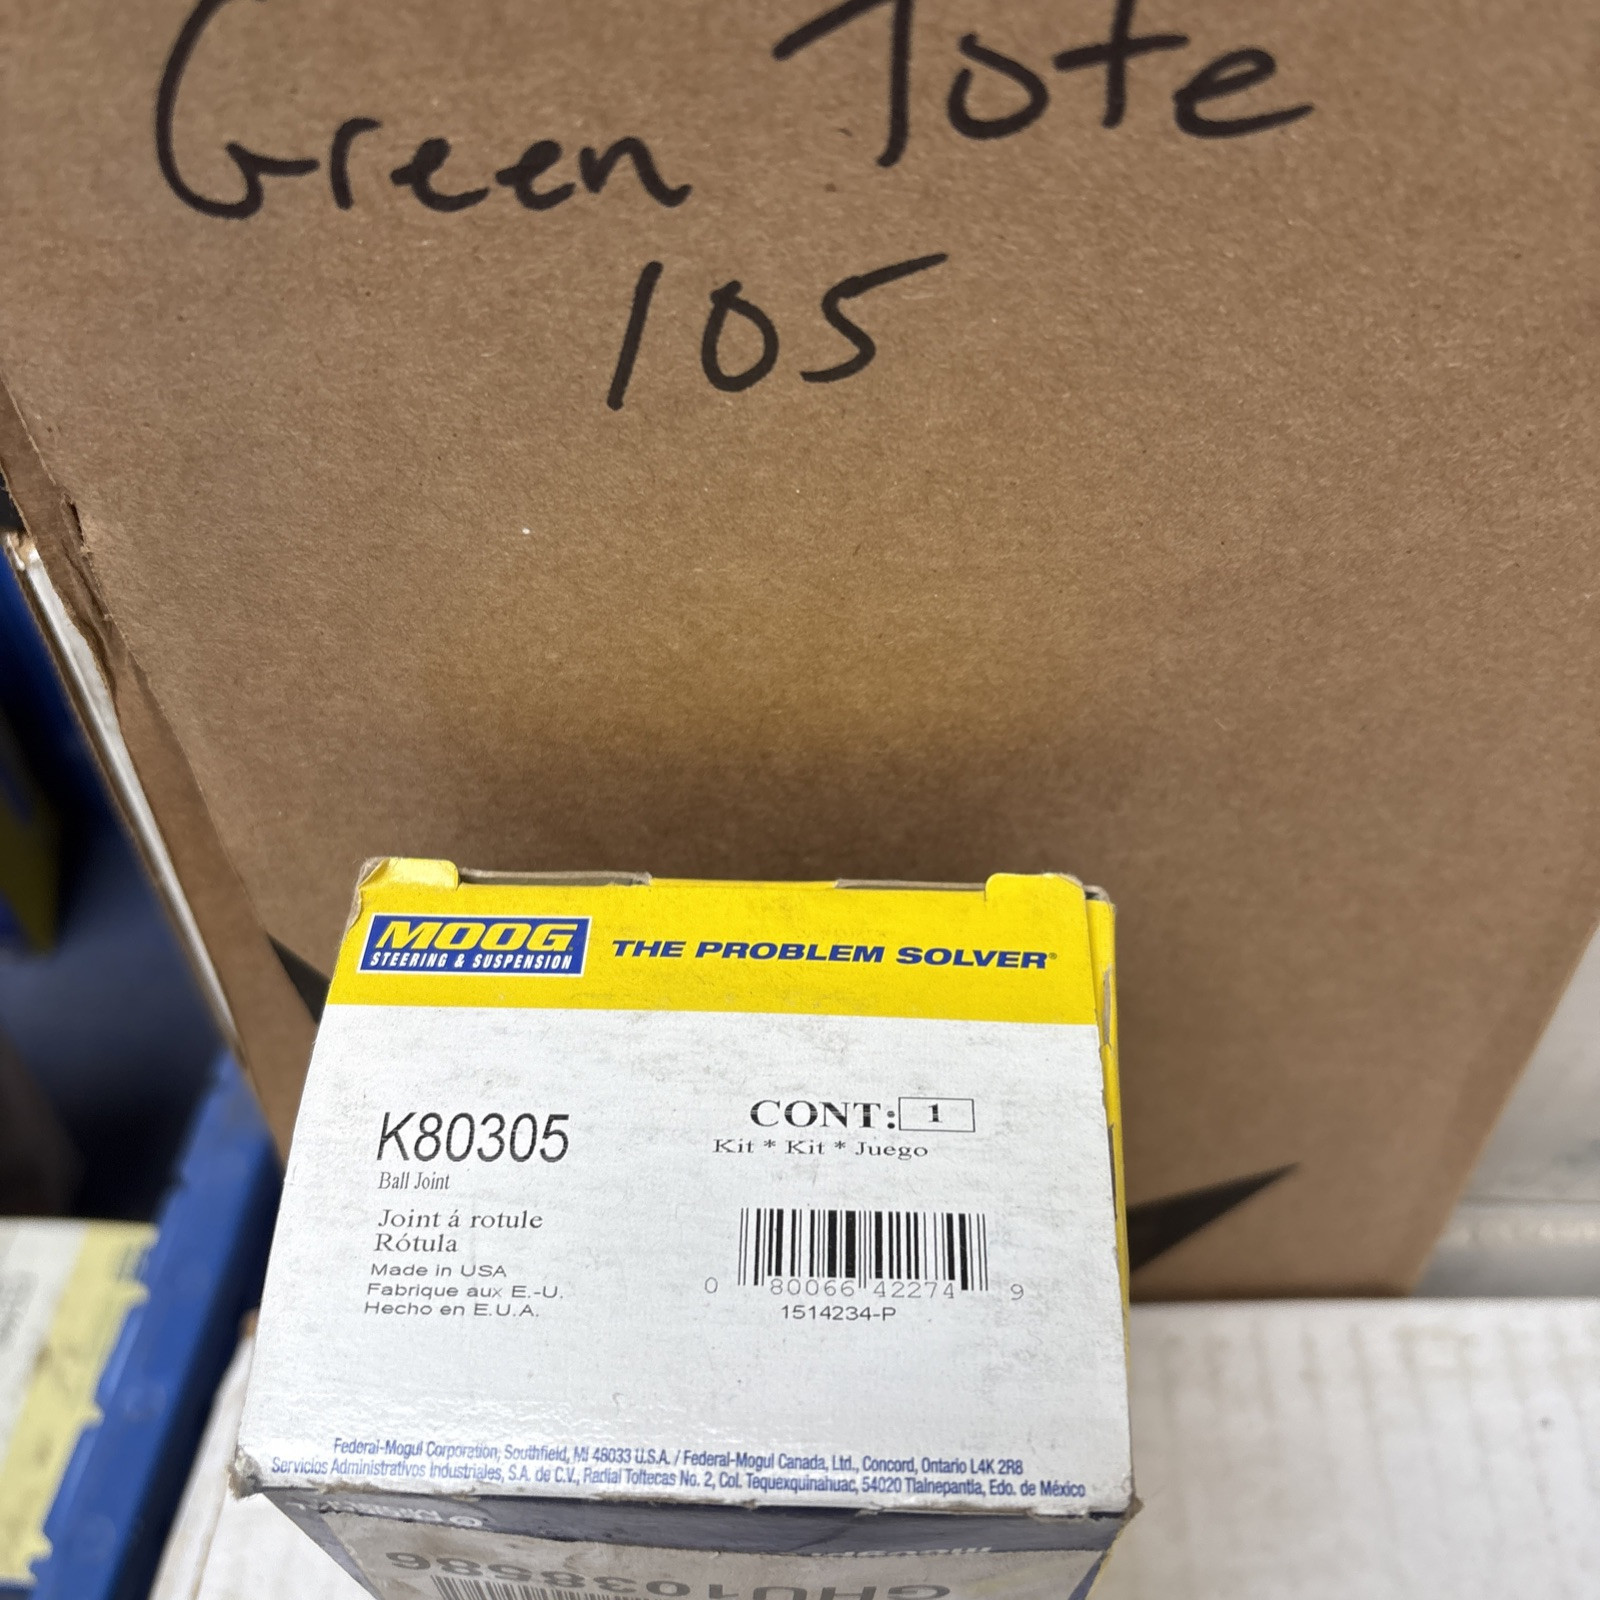 Green Tote
105
MOOG
STEERING & SUSPENSION
THE PROBLEM SOLVER®
K80305
Ball Joint
Joint á rotule
Rótula
Made in USA
Fabrique aux E.-U.
Hecho en E.U.A.
CONT: 1
Kit * Kit * Juego
0 80066 42274 9
1514234-P
Federal-Mogul Corporation, Southfield, MI 48033 U.S.A. / Federal-Mogul Canada, Ltd., Concord, Ontario L4K 2R8
Servicios Administrativos Industriales, S.A. de C.V., Radial Toltecas No. 2, Col. Tequexquinahuac, 54020 Tlalnepantla, Edo. de México